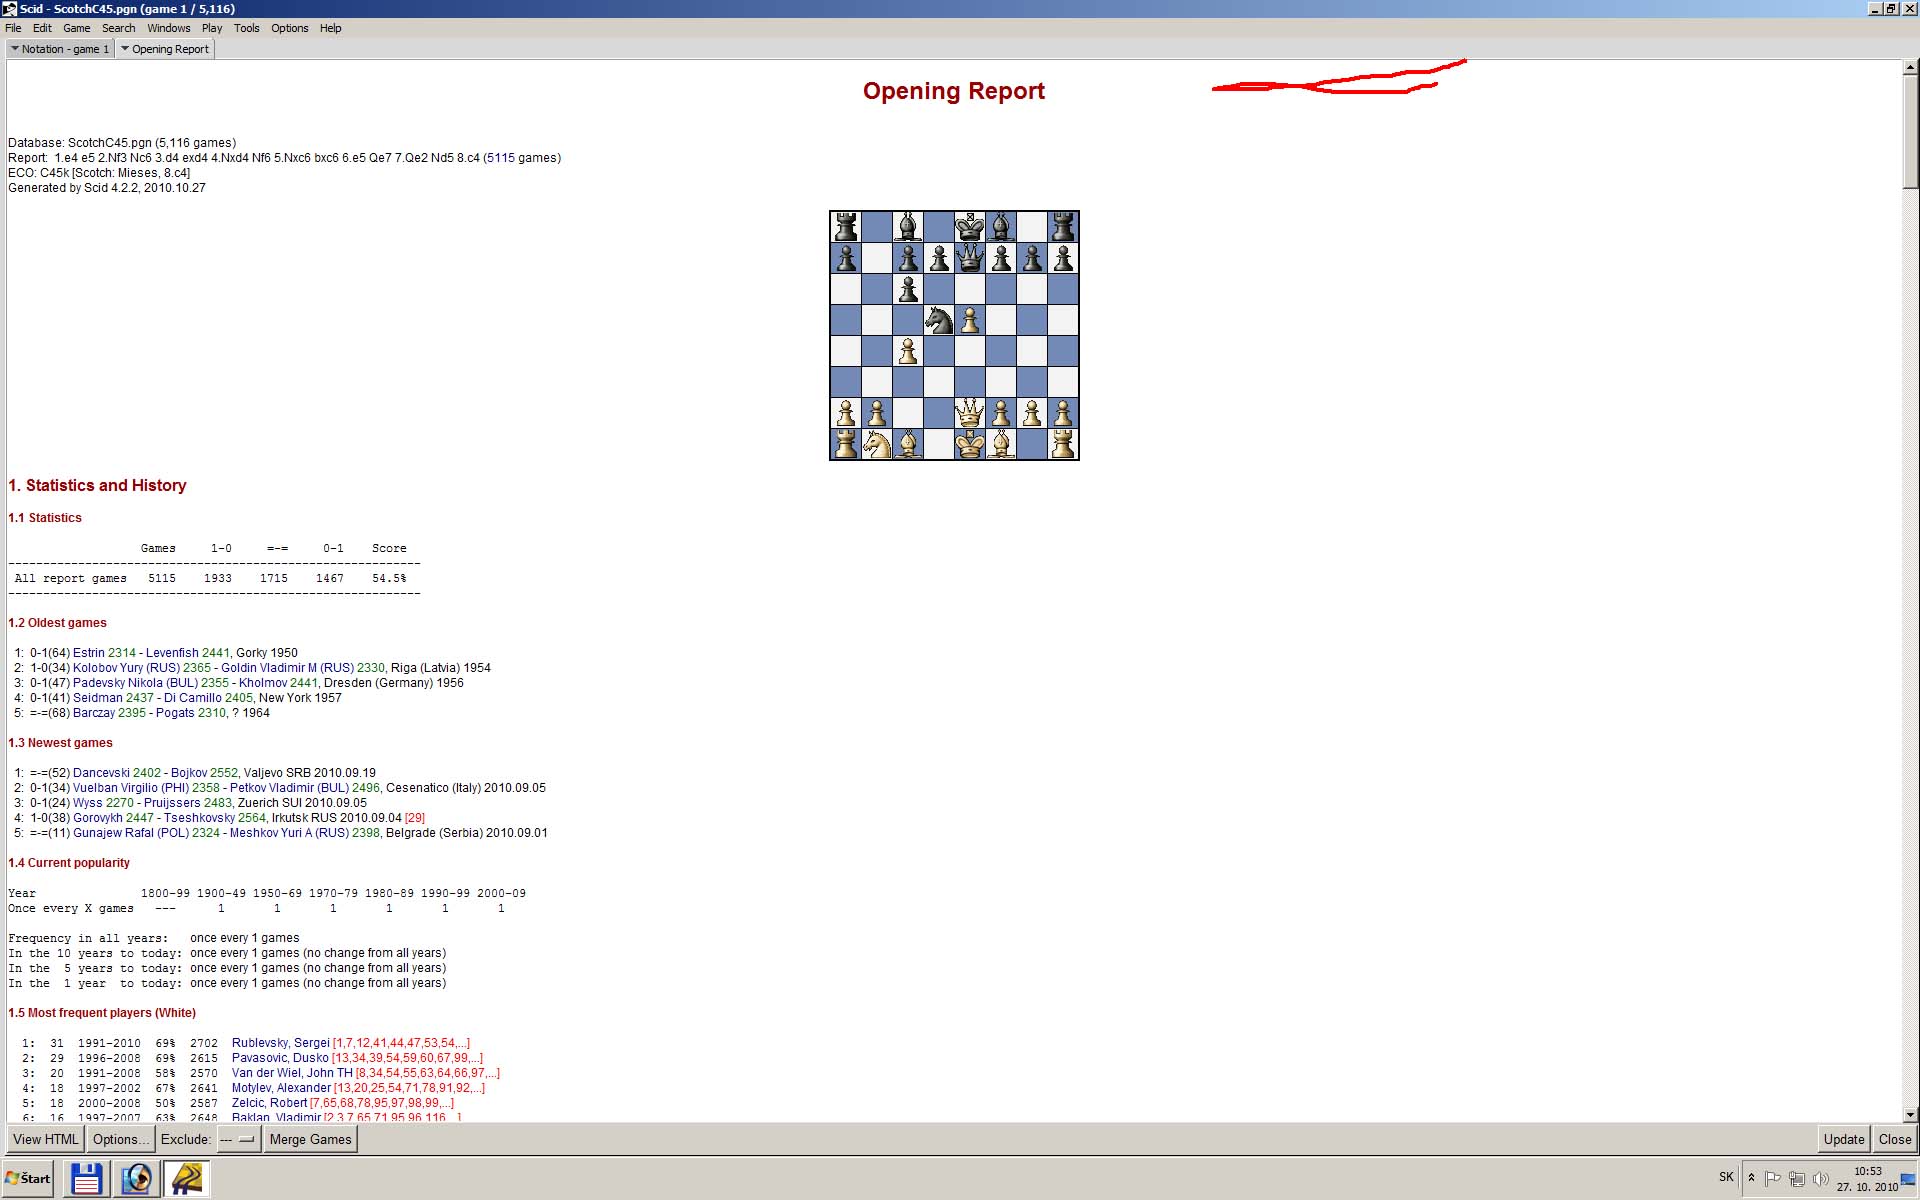 Scid - ScotchC45.pgn (game 1 / 5,116)
File Edit Game Search Windows Play Tools Options Help
Notation - game 1 Opening Report
Opening Report
Database: ScotchC45.pgn (5,116 games)
Report: 1.e4 e5 2.Nf3 Nc6 3.d4 exd4 4.Nxd4 Nf6 5.Nxc6 bxc6 6.e5 Qe7 7.Qe2 Nd5 8.c4 (5115 games)
ECO: C45k [Scotch: Mieses, 8.c4]
Generated by Scid 4.2.2, 2010.10.27
1. Statistics and History
1.1 Statistics
Games 1-0 =-= 0-1 Score
All report games 5115 1933 1715 1467 54.5%
1.2 Oldest games
1: 0-1(64) Estrin 2314 - Levenfish 2441, Gorky 1950
2: 1-0(34) Kolobov Yury (RUS) 2365 - Goldin Vladimir M (RUS) 2330, Riga (Latvia) 1954
3: 0-1(47) Padevsky Nikola (BUL) 2355 - Kholmov 2441, Dresden (Germany) 1956
4: 0-1(41) Seidman 2437 - Di Camillo 2405, New York 1957
5: =-=(68) Barczay 2395 - Pogats 2310, ? 1964
1.3 Newest games
1: =-=(52) Dancevski 2402 - Bojkov 2552, Valjevo SRB 2010.09.19
2: 0-1(34) Vuelban Virgilio (PHI) 2358 - Petkov Vladimir (BUL) 2496, Cesenatico (Italy) 2010.09.05
3: 0-1(24) Wyss 2270 - Pruijssers 2483, Zuerich SUI 2010.09.05
4: 1-0(38) Gorovykh 2447 - Tseshkovsky 2564, Irkutsk RUS 2010.09.04 [29]
5: =-=(11) Gunajew Rafal (POL) 2324 - Meshkov Yuri A (RUS) 2398, Belgrade (Serbia) 2010.09.01
1.4 Current popularity
Year 1800-99 1900-49 1950-69 1970-79 1980-89 1990-99 2000-09
Once every X games --- 1 1 1 1 1 1
Frequency in all years: once every 1 games
In the 10 years to today: once every 1 games (no change from all years)
In the 5 years to today: once every 1 games (no change from all years)
In the 1 year to today: once every 1 games (no change from all years)
1.5 Most frequent players (White)
1: 31 1991-2010 69% 2702 Rublevsky, Sergei [1,7,12,41,44,47,53,54,...]
2: 29 1996-2008 69% 2615 Pavasovic, Dusko [13,34,39,54,59,60,67,99,...]
3: 20 1991-2008 58% 2570 Van der Wiel, John TH [8,34,54,55,63,64,66,97,...]
4: 18 1997-2002 67% 2641 Motylev, Alexander [13,20,25,54,71,78,91,92,...]
5: 18 2000-2008 50% 2587 Zelcic, Robert [7,65,68,78,95,97,98,99,...]
6: 16 1997-2007 63% 2648 Baklan, Vladimir [2,3,7,65,71,95,96,116,...]
View HTML Options... Exclude: --- Merge Games Update Close
Štart SK 10:53
27. 10. 2010